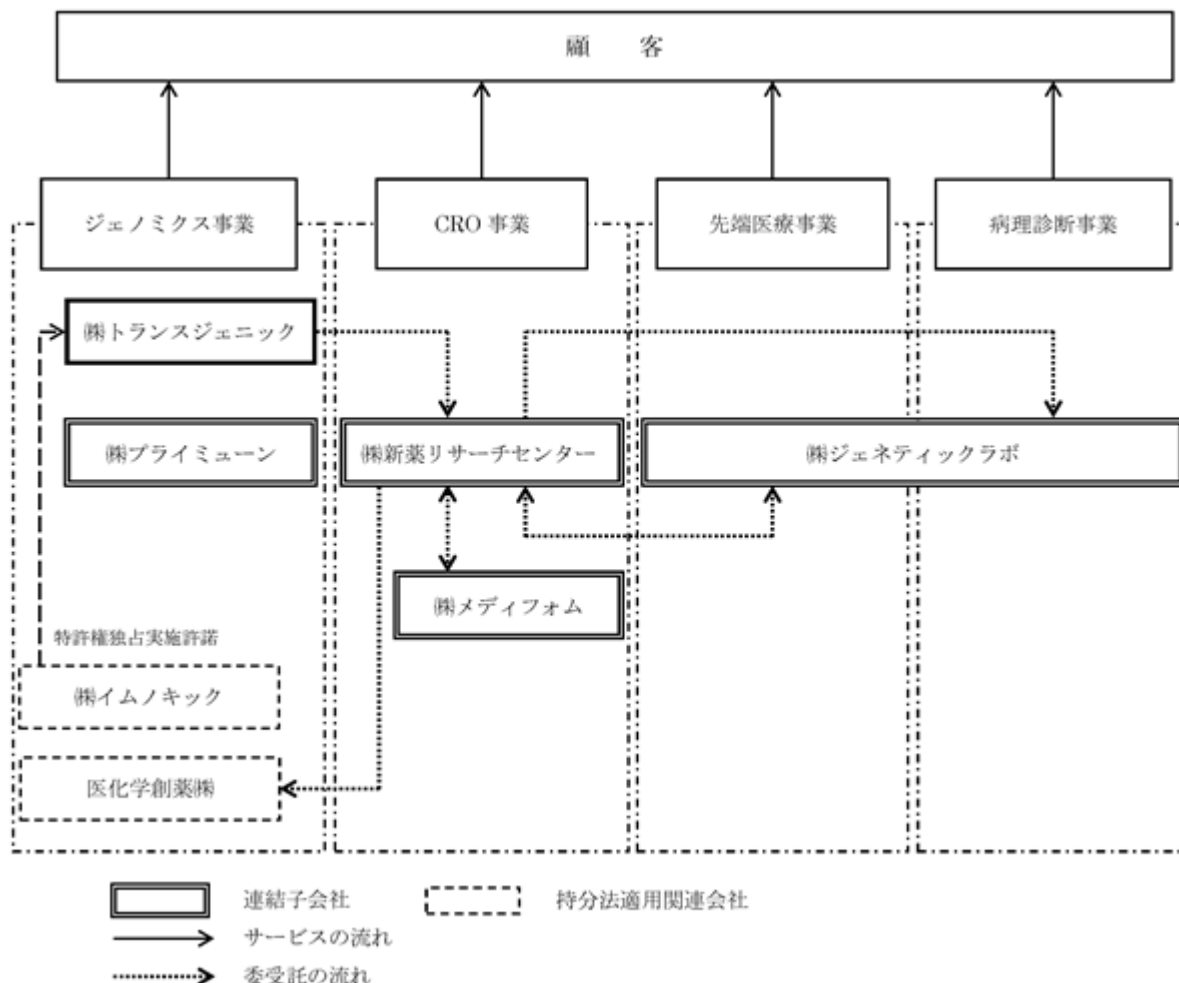 顧　　客
ジェノミクス事業
CRO 事業
先端医療事業
病理診断事業
㈱トランスジェニック
㈱プライミューン
㈱新薬リサーチセンター
㈱ジェネティックラボ
㈱メディフォム
特許権独占実施許諾
㈱イムノキック
医化学創薬㈱
連結子会社
持分法適用関連会社
サービスの流れ
委受託の流れ